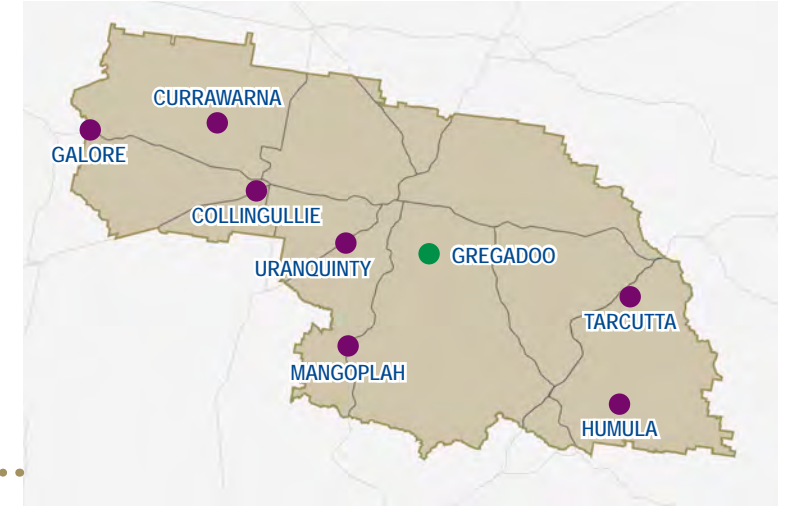 CURRAWARNA
GALORE
COLLINGULLIE
URANQUINTY
GREGADOO
TARCUTTA
MANGOPLAH
HUMULA